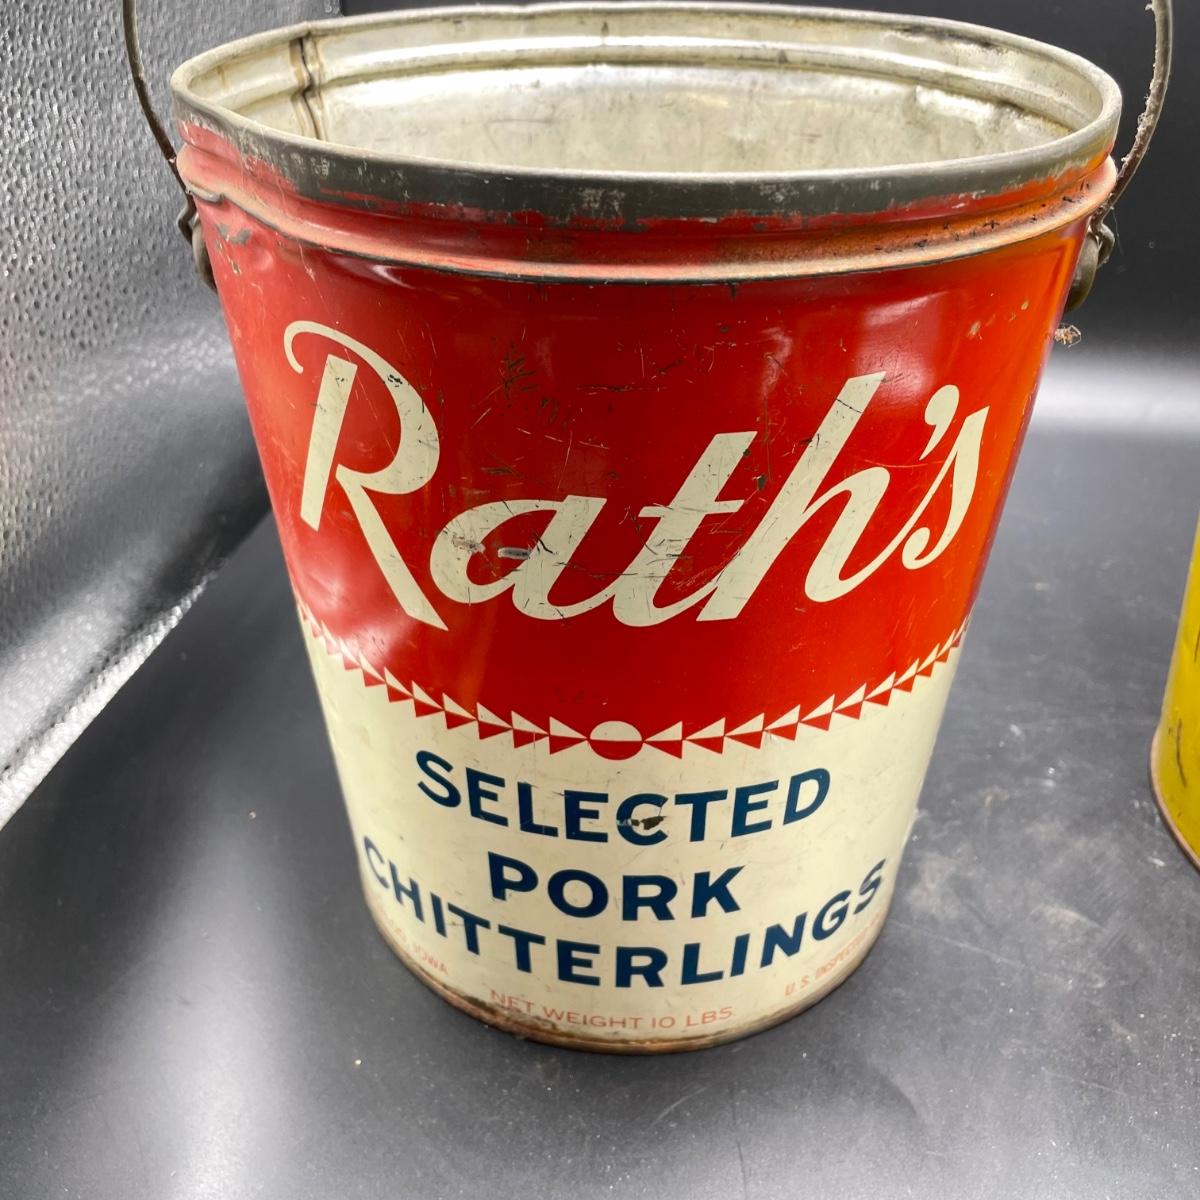 Rath's
SELECTED
PORK
CHITTERLINGS
IOWA
NET WEIGHT 10 LBS.
U. S. INSPECTED